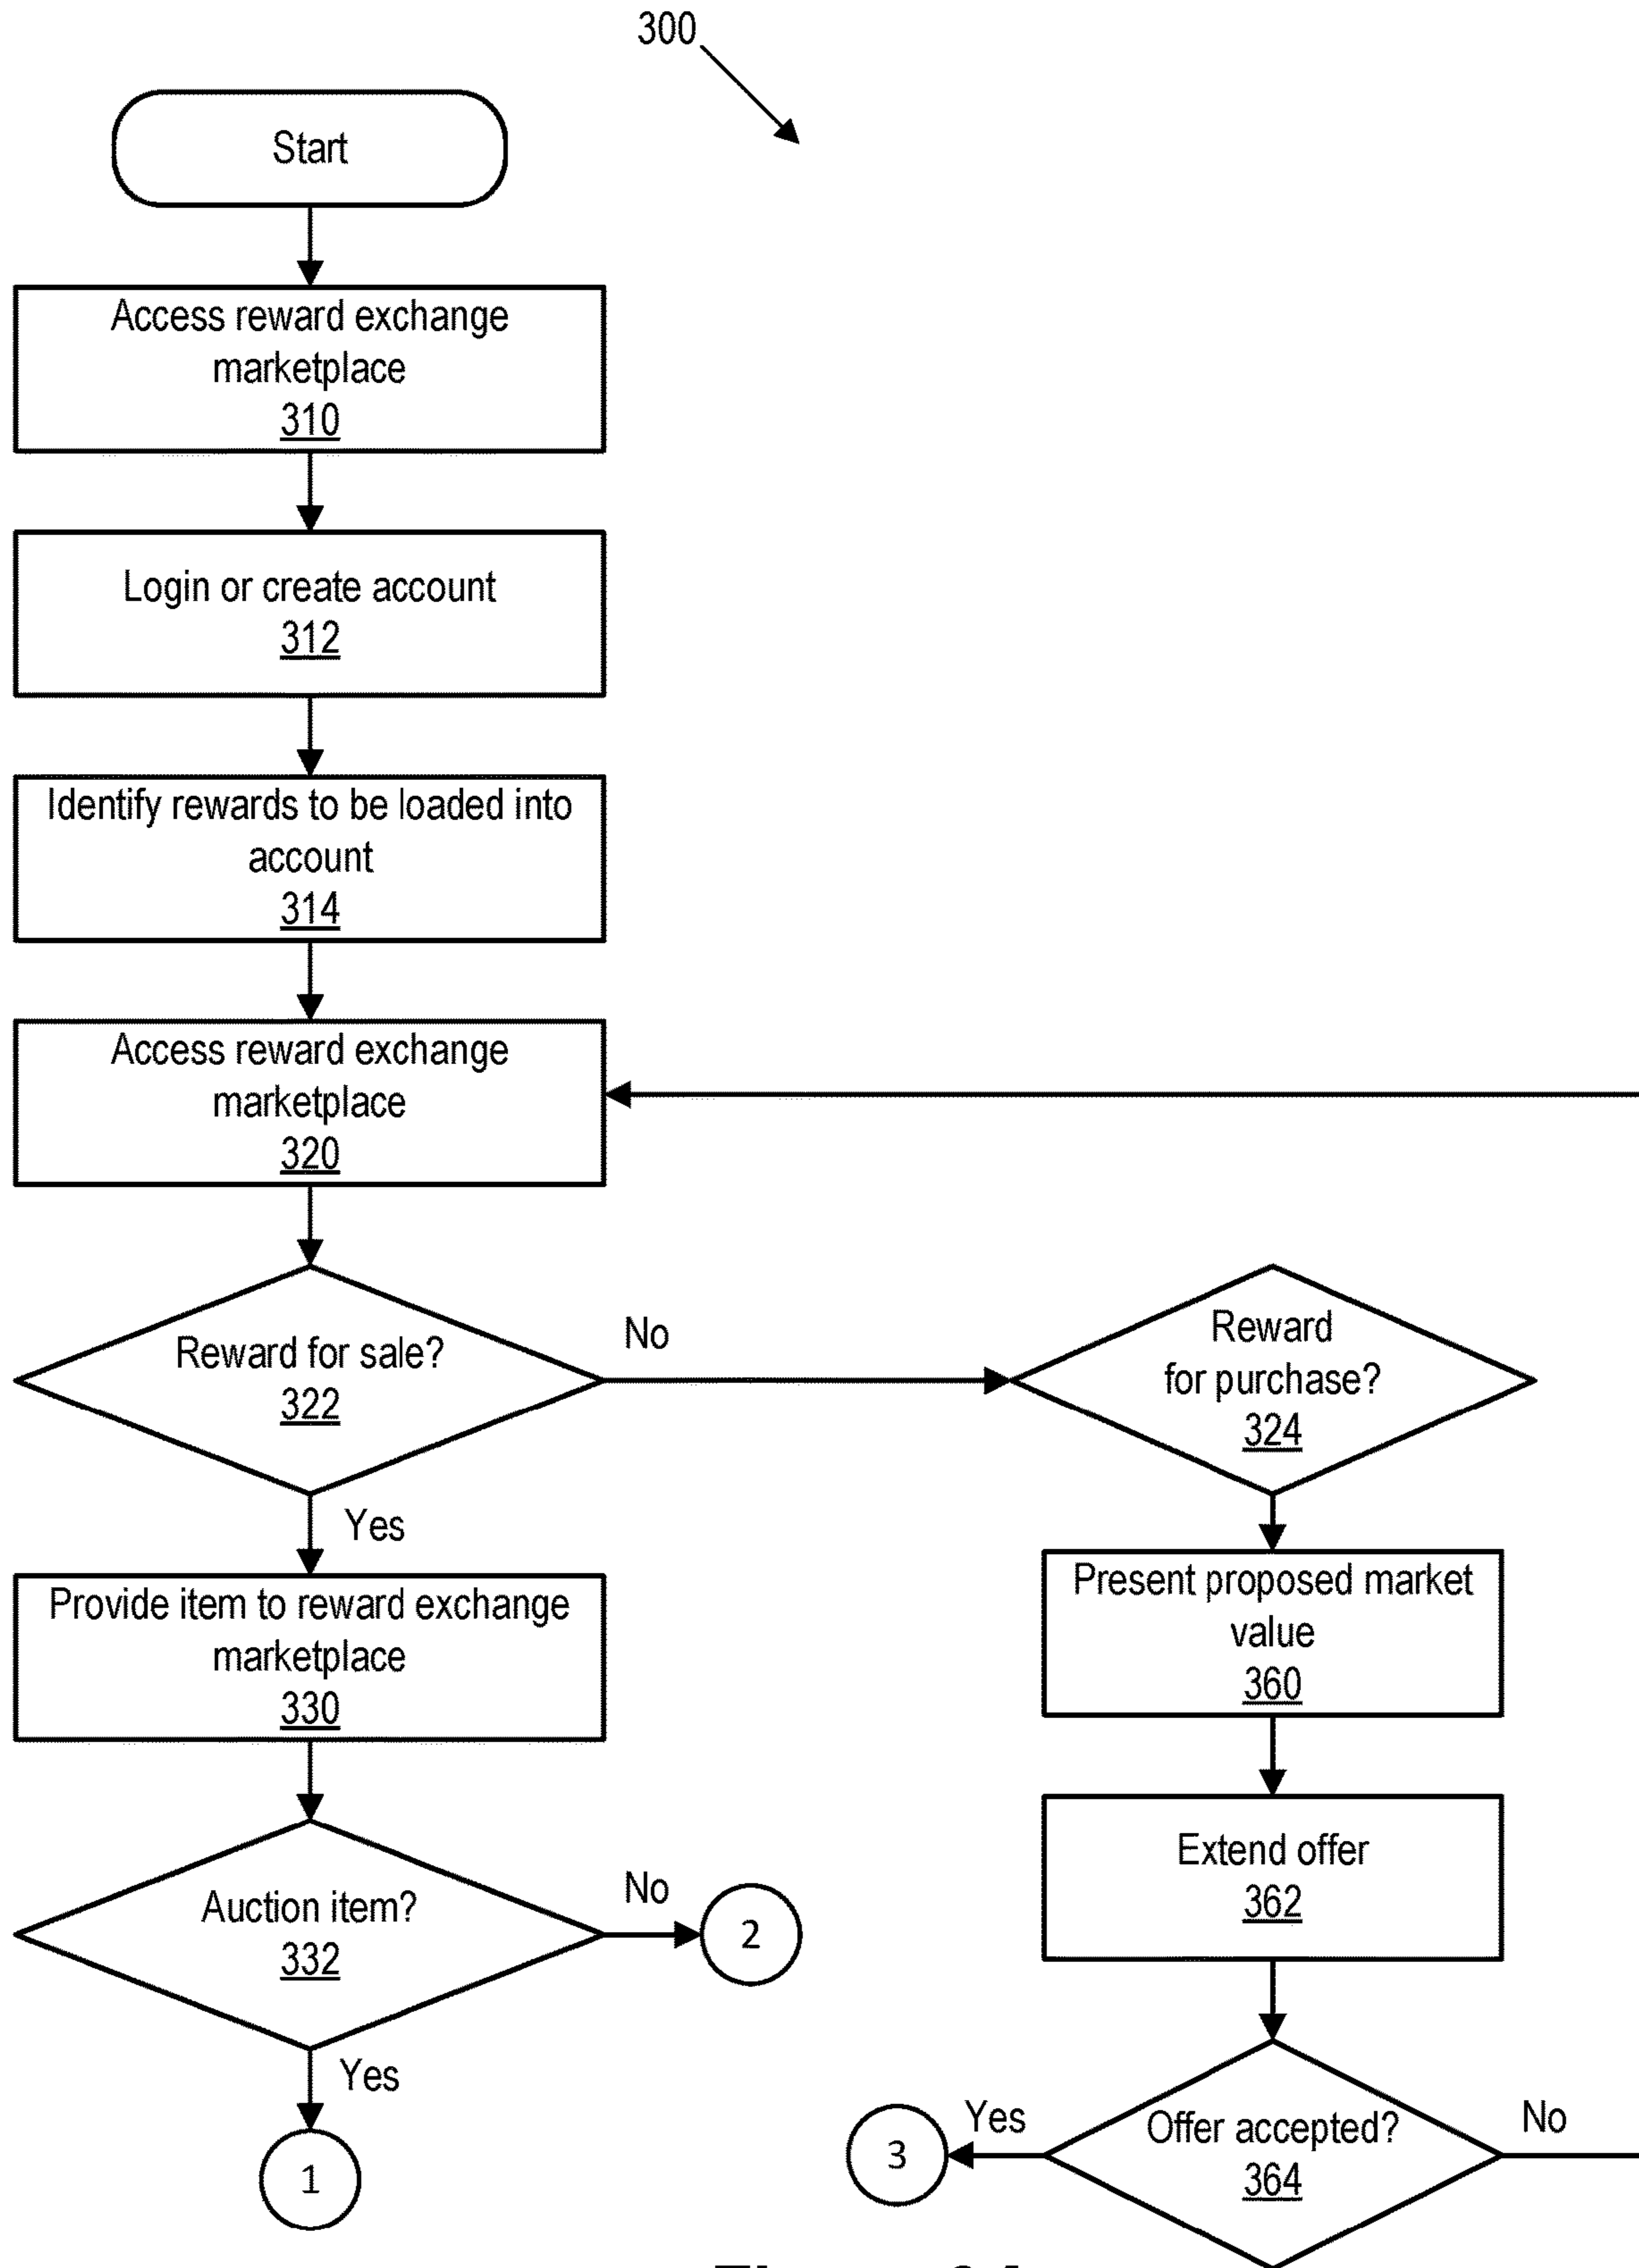 300
Start
Access reward exchange
marketplace
310
Login or create account
312
Identify rewards to be loaded into
account
314
Access reward exchange
marketplace
320
Reward for sale?
322
No
Reward
for purchase?
324
Yes
Provide item to reward exchange
marketplace
330
Present proposed market
value
360
Extend offer
362
Auction item?
332
No
2
Yes
1
Offer accepted?
364
Yes
3
No